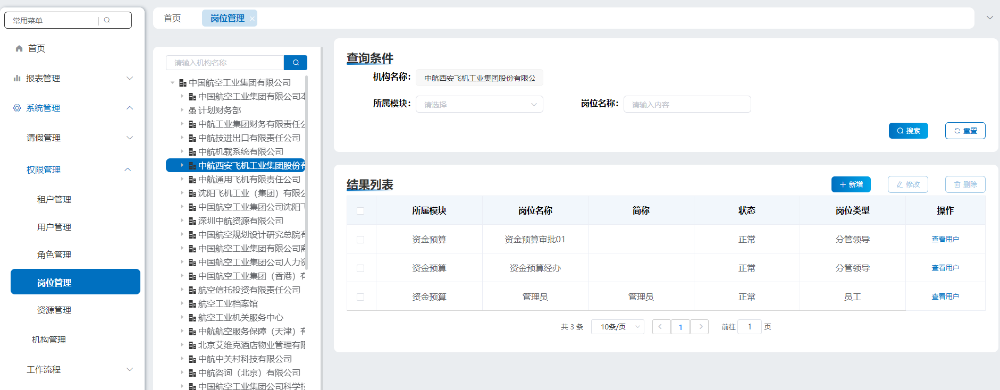 常用菜单
首页
报表管理
系统管理
请假管理
权限管理
租户管理
用户管理
角色管理
岗位管理
资源管理
机构管理
工作流程
首页
岗位管理
请输入机构名称
中国航空工业集团有限公司
中国航空工业集团有限公司本
计划财务部
中航工业集团财务有限责任公
中航技进出口有限责任公司
中航机载系统有限公司
中航西安飞机工业集团股份有
中航通用飞机有限责任公司
沈阳飞机工业（集团）有限公
中国航空工业集团公司沈阳飞
深圳中航资源有限公司
中国航空规划设计研究总院有
中国航空工业集团有限公司离
中国航空工业集团公司人力资
中国航空工业集团（香港）有
航空信托投资有限责任公司
航空工业档案馆
航空工业机关服务中心
中航航空服务保障（天津）有
北京艾维克酒店物业管理有限
中航中关村科技有限公司
中航咨询（北京）有限公司
中国航空工业集团公司科学技
查询条件
机构名称： 中航西安飞机工业集团股份有限公
所属模块： 请选择 岗位名称： 请输入内容
搜索 重置
结果列表
新增 修改 删除
所属模块 岗位名称 简称 状态 岗位类型 操作
资金预算 资金预算审批01 正常 分管领导 查看用户
资金预算 资金预算经办 正常 分管领导 查看用户
资金预算 管理员 管理员 正常 员工 查看用户
共 3 条 10条/页 1 前往 1 页